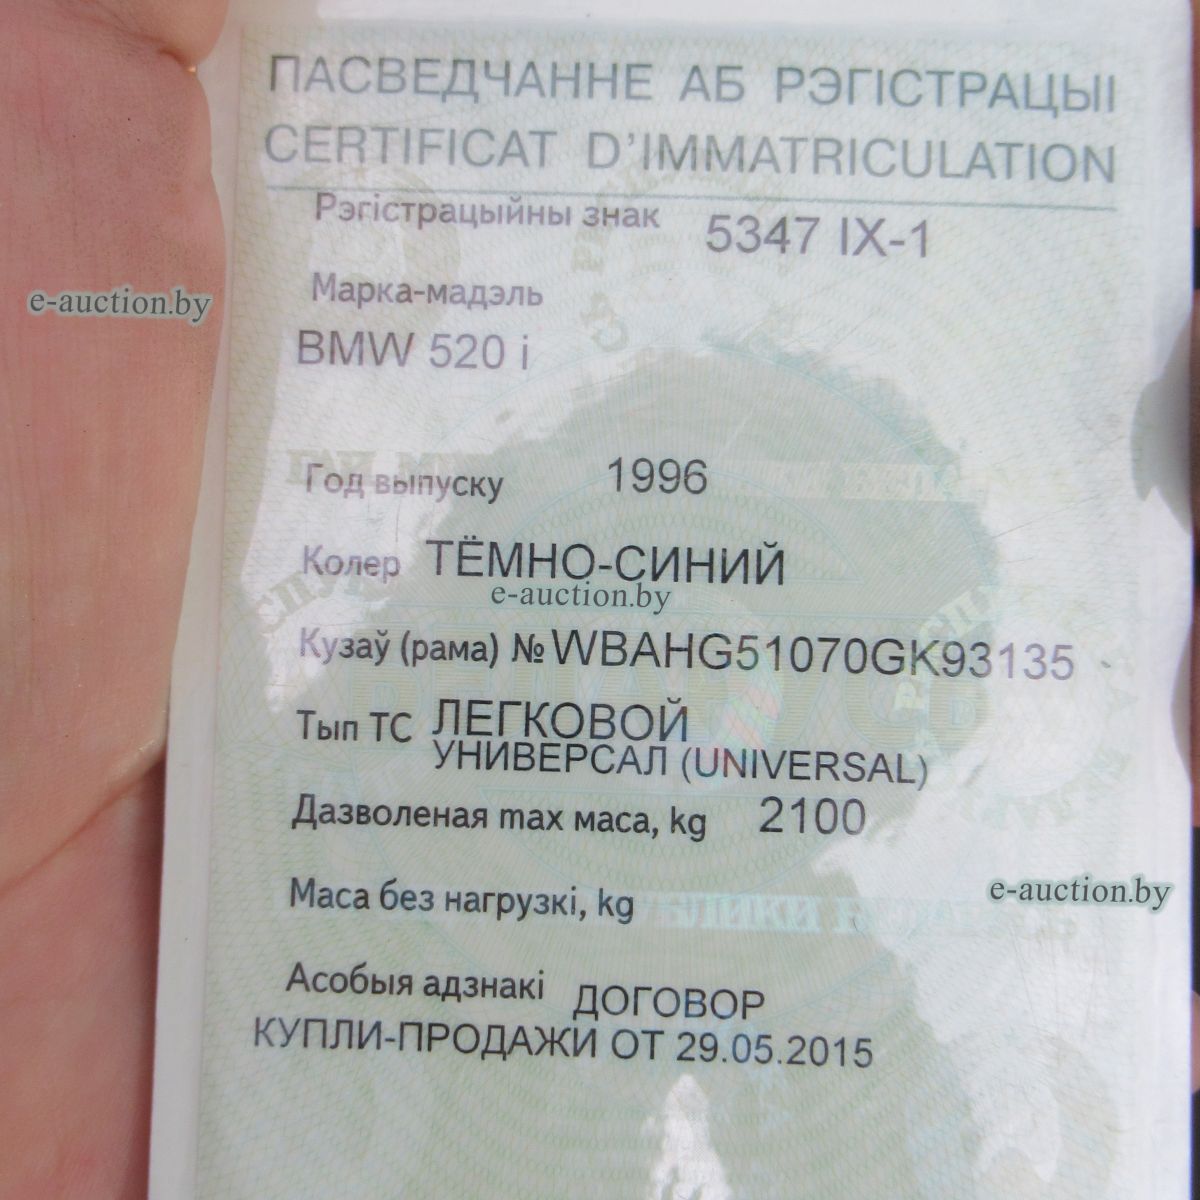 ПАСВЕДЧАННЕ АБ РЭГІСТРАЦЫІ
CERTIFICAT D'IMMATRICULATION
Рэгістрацыйны знак 5347 IX-1
e-auction.by
Марка-мадэль
BMW 520 i
Год выпуску 1996
Колер ТЁМНО-СИНИЙ
e-auction.by
Кузаў (рама) № WBAHG51070GK93135
Тып ТС ЛЕГКОВОЙ
УНИВЕРСАЛ (UNIVERSAL)
Дазволеная max маса, kg 2100
Маса без нагрузкі, kg
e-auction.by
Асобыя адзнакі ДОГОВОР
КУПЛИ-ПРОДАЖИ ОТ 29.05.2015